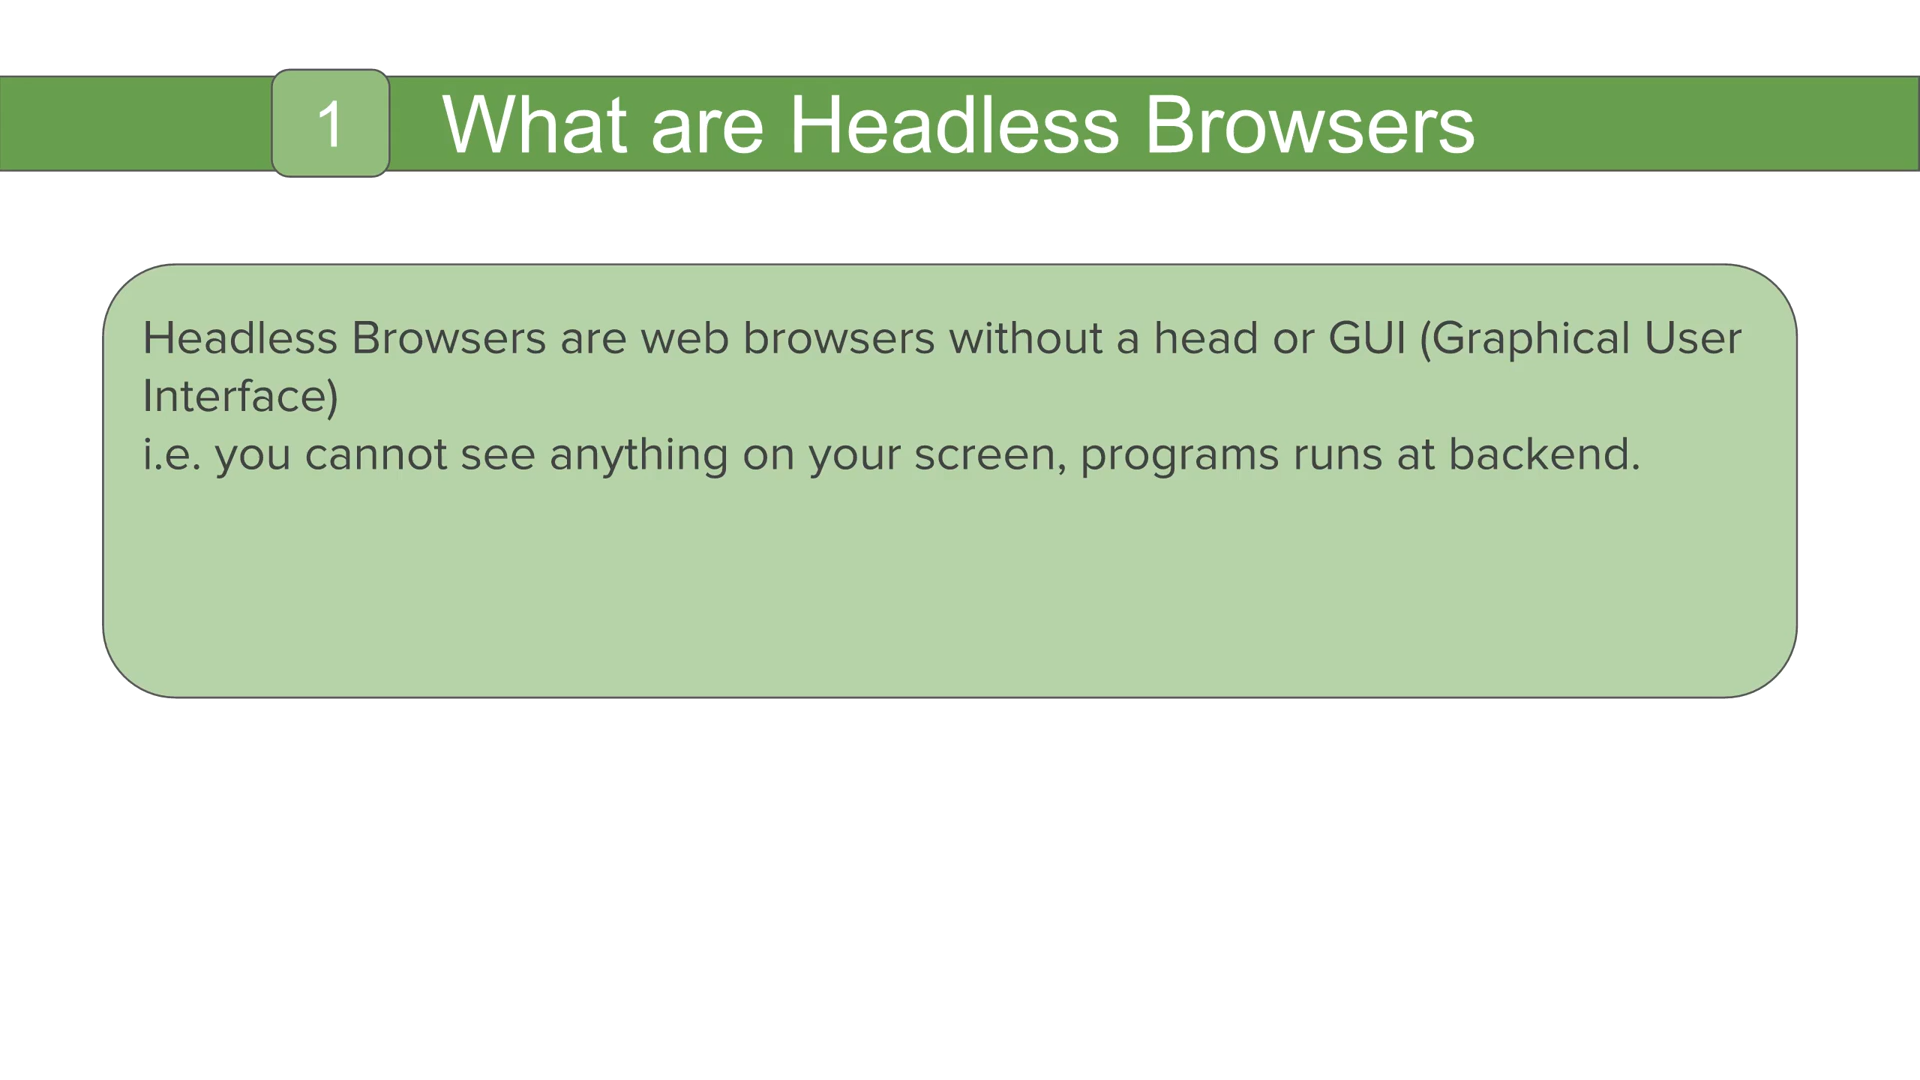 1 What are Headless Browsers
Headless Browsers are web browsers without a head or GUI (Graphical User
Interface)
i.e. you cannot see anything on your screen, programs runs at backend.